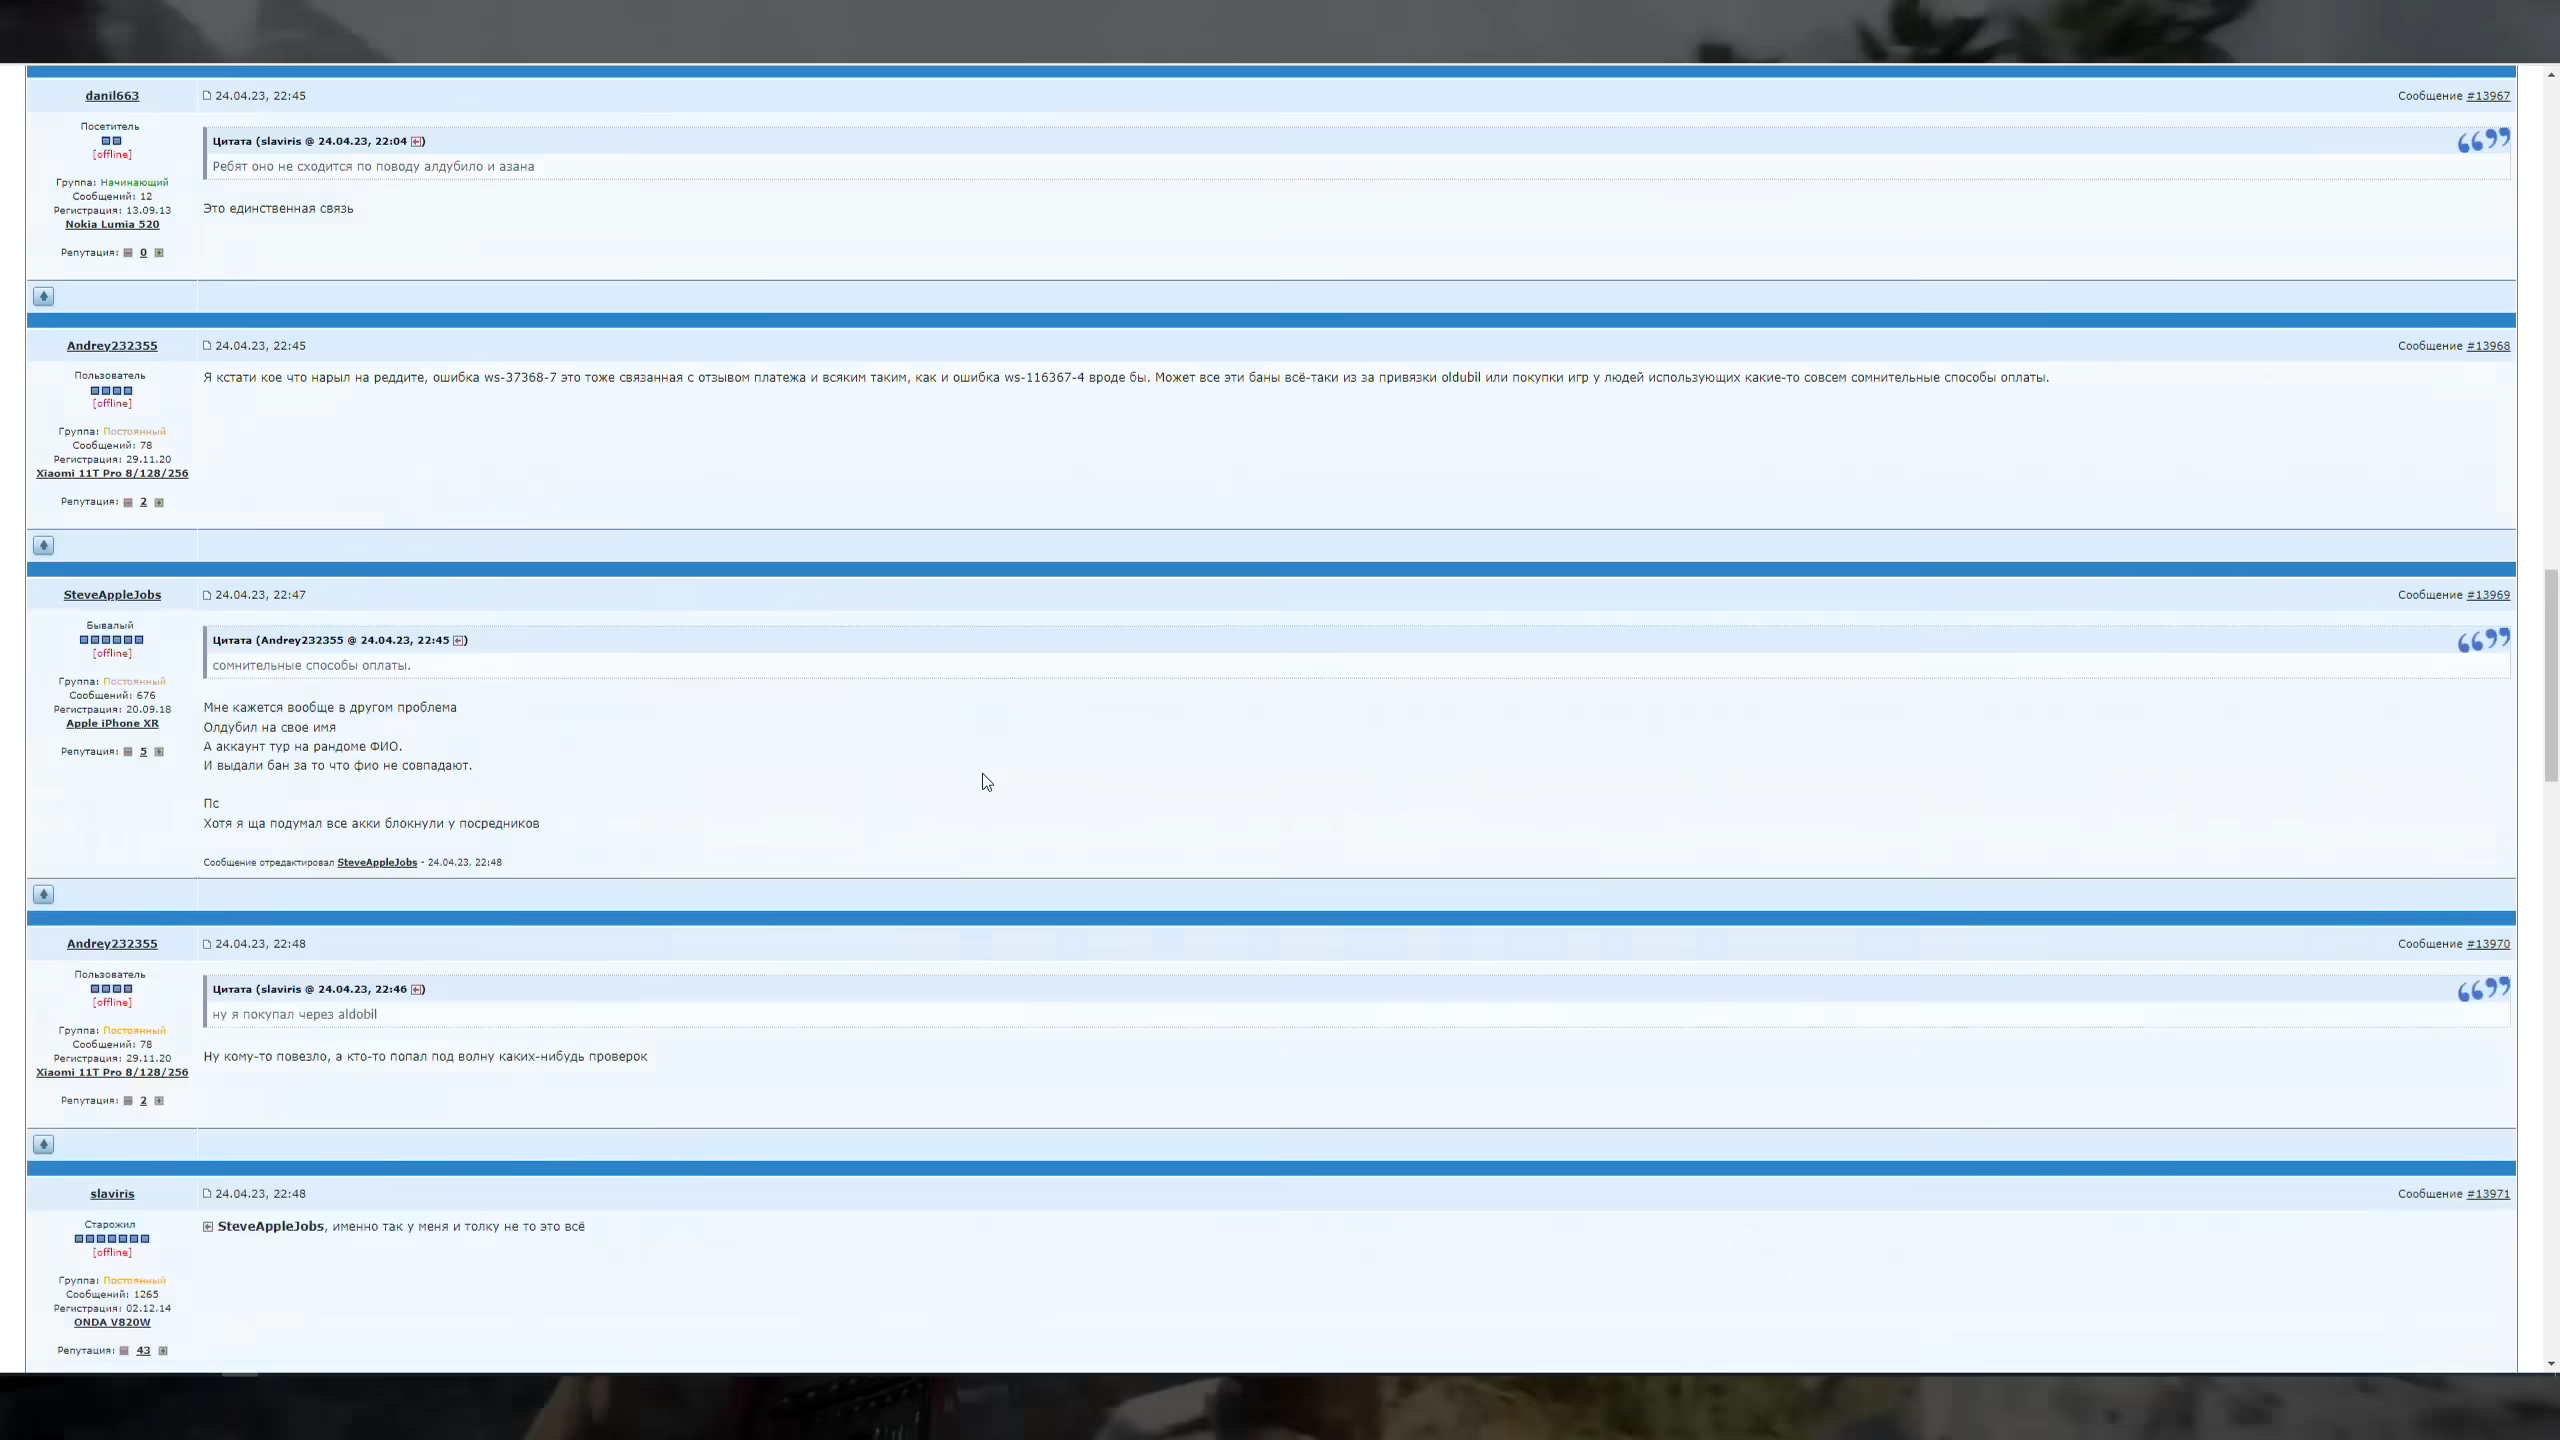 danil663
24.04.23, 22:45
Сообщение #13967
Посетитель
[offline]
Группа: Начинающий
Сообщений: 12
Регистрация: 13.09.13
Nokia Lumia 520
Репутация: 0
Цитата (slaviris @ 24.04.23, 22:04)
Ребят оно не сходится по поводу алдубило и азана
Это единственная связь
Andrey232355
24.04.23, 22:45
Сообщение #13968
Пользователь
[offline]
Группа: Постоянный
Сообщений: 78
Регистрация: 29.11.20
Xiaomi 11T Pro 8/128/256
Репутация: 2
Я кстати кое что нарыл на реддите, ошибка ws-37368-7 это тоже связанная с отзывом платежа и всяким таким, как и ошибка ws-116367-4 вроде бы. Может все эти баны всё-таки из за привязки oldubil или покупки игр у людей использующих какие-то совсем сомнительные способы оплаты.
SteveAppleJobs
24.04.23, 22:47
Сообщение #13969
Бывалый
[offline]
Группа: Постоянный
Сообщений: 676
Регистрация: 20.09.18
Apple iPhone XR
Репутация: 5
Цитата (Andrey232355 @ 24.04.23, 22:45)
сомнительные способы оплаты.
Мне кажется вообще в другом проблема
Олдубил на свое имя
А аккаунт тур на рандоме ФИО.
И выдали бан за то что фио не совпадают.
Пс
Хотя я ща подумал все акки блокнули у посредников
Сообщение отредактировал SteveAppleJobs - 24.04.23, 22:48
Andrey232355
24.04.23, 22:48
Сообщение #13970
Пользователь
[offline]
Группа: Постоянный
Сообщений: 78
Регистрация: 29.11.20
Xiaomi 11T Pro 8/128/256
Репутация: 2
Цитата (slaviris @ 24.04.23, 22:46)
ну я покупал через aldobil
Ну кому-то повезло, а кто-то попал под волну каких-нибудь проверок
slaviris
24.04.23, 22:48
Сообщение #13971
Старожил
[offline]
Группа: Постоянный
Сообщений: 1265
Регистрация: 02.12.14
ONDA V820W
Репутация: 43
SteveAppleJobs, именно так у меня и толку не то это всё